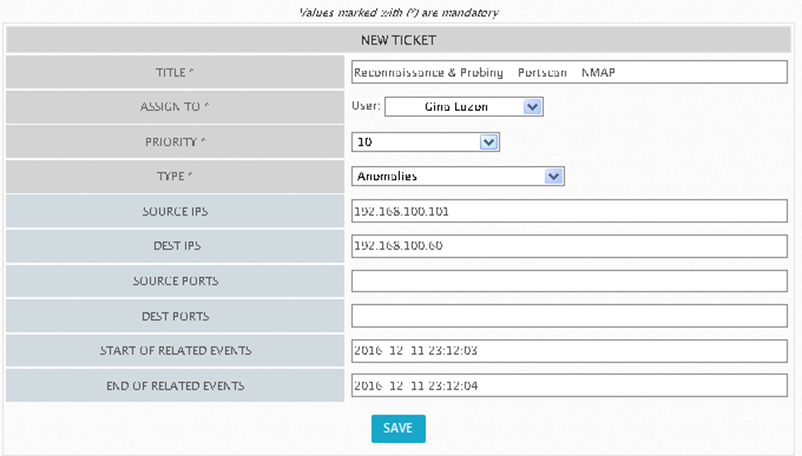 Values marked with (*) are mandatory
NEW TICKET
TITLE * Reconnaissance & Probing Portscan NMAP
ASSIGN TO * User: Gina Luzon
PRIORITY * 10
TYPE * Anomalies
SOURCE IPS 192.168.100.101
DEST IPS 192.168.100.60
SOURCE PORTS
DEST PORTS
START OF RELATED EVENTS 2016 12 11 23:12:03
END OF RELATED EVENTS 2016 12 11 23:12:04
SAVE